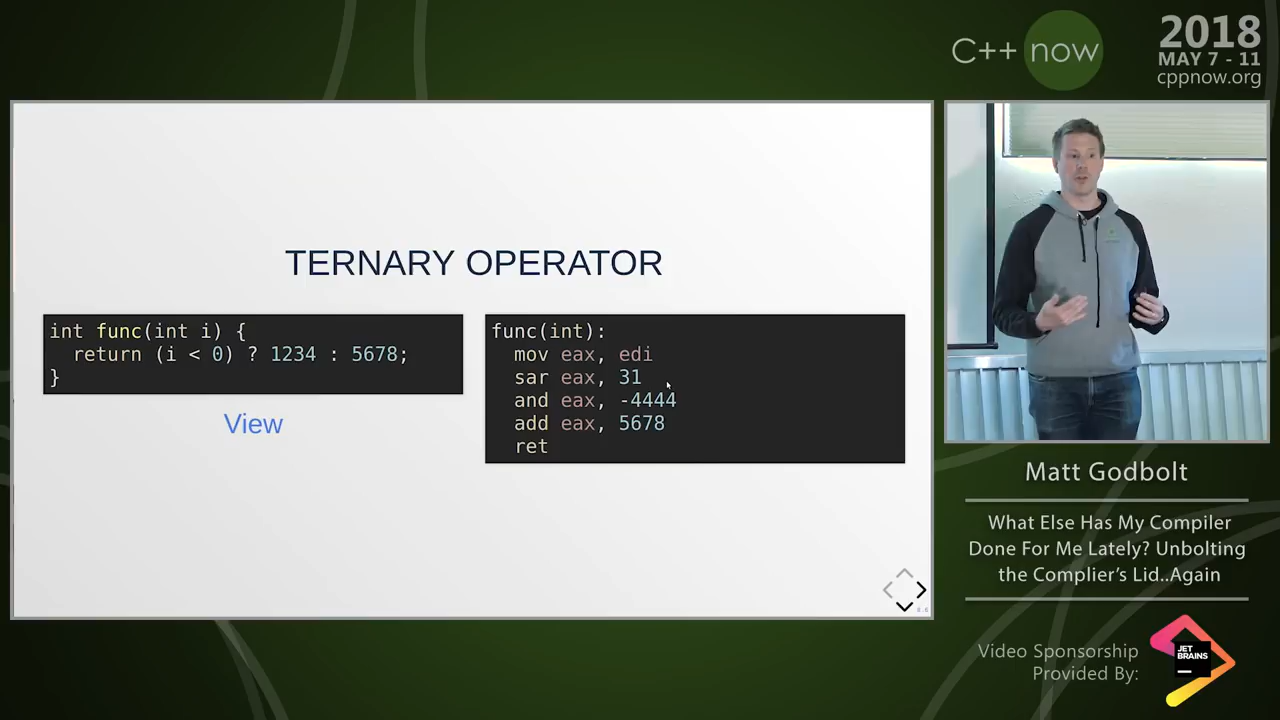 C++ now
2018
MAY 7 - 11
cppnow.org
TERNARY OPERATOR
int func(int i) {
  return (i < 0) ? 1234 : 5678;
}
View
func(int):
  mov eax, edi
  sar eax, 31
  and eax, -4444
  add eax, 5678
  ret
Matt Godbolt
What Else Has My Compiler
Done For Me Lately? Unbolting
the Complier's Lid..Again
Video Sponsorship
Provided By:
JET
BRAINS